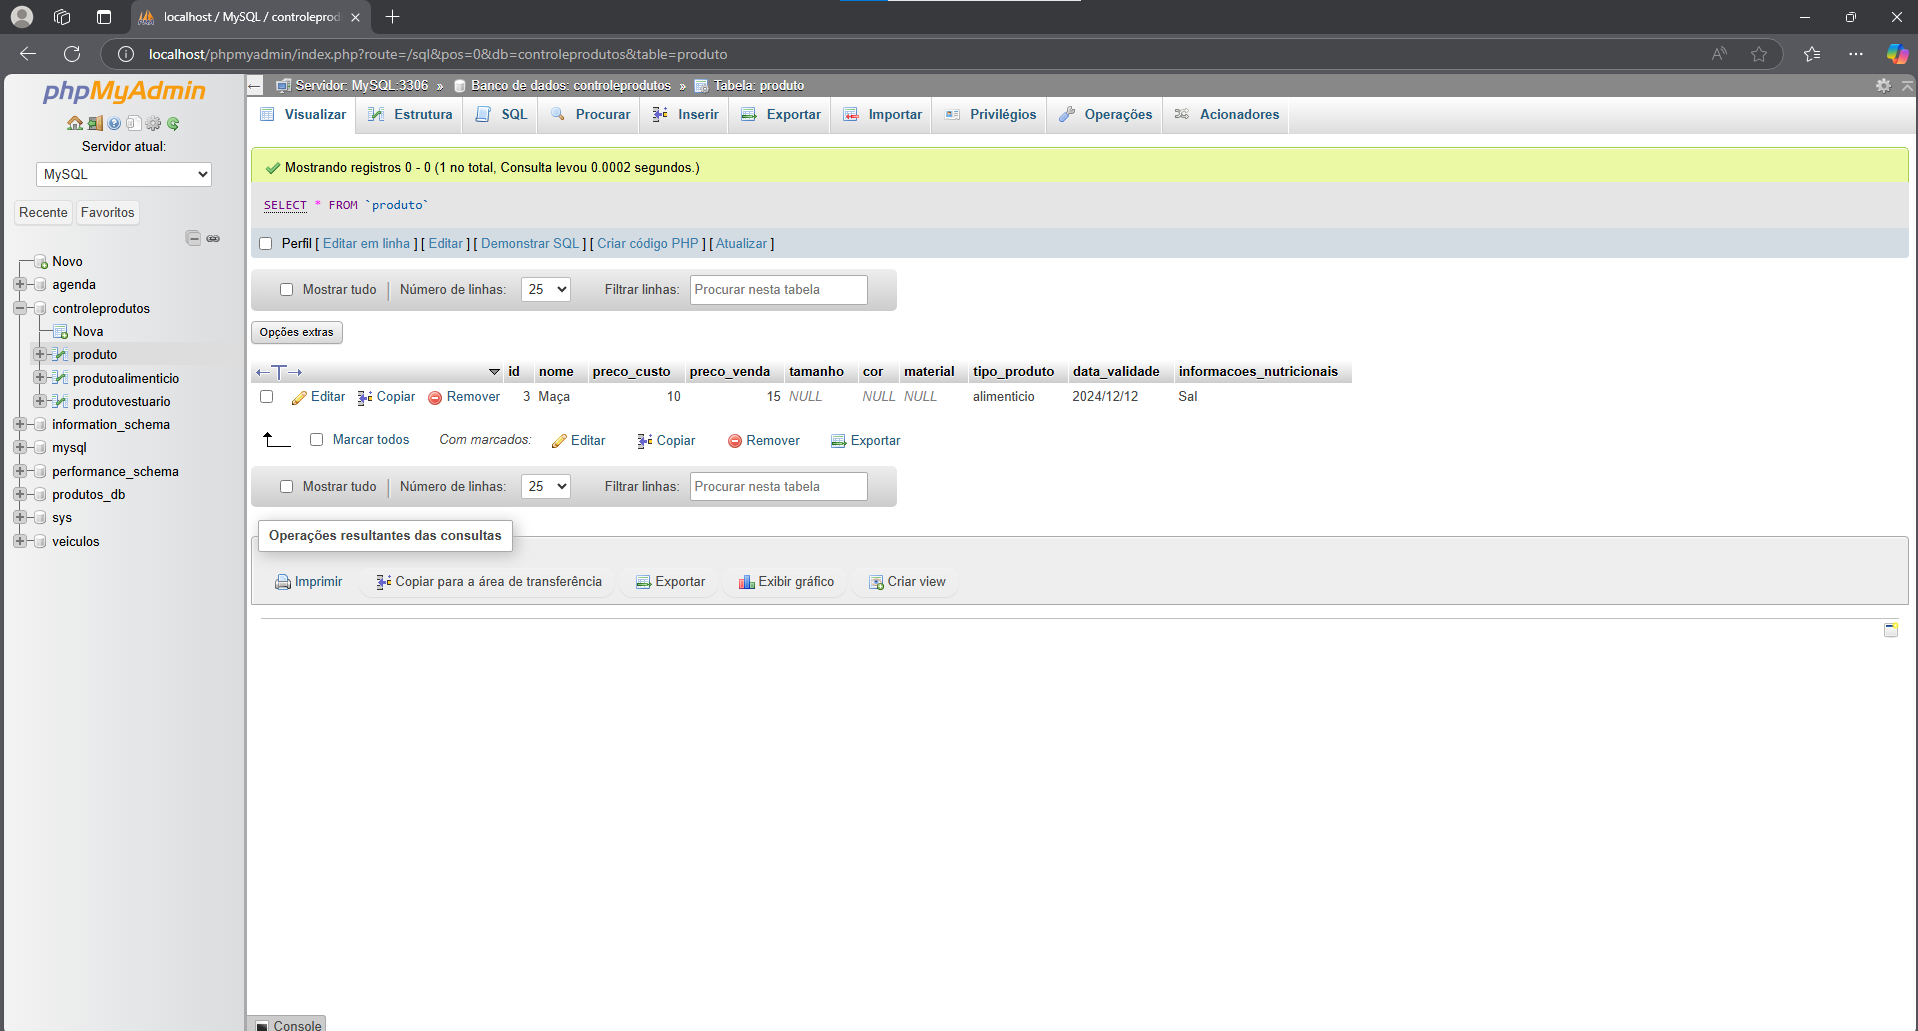 localhost / MySQL / controleprod
localhost/phpmyadmin/index.php?route=/sql&pos=0&db=controleprodutos&table=produto
phpMyAdmin
Servidor atual:
MySQL
Recente Favoritos
Novo
agenda
controleprodutos
Nova
produto
produtoalimenticio
produtovestuario
information_schema
mysql
performance_schema
produtos_db
sys
veiculos
Servidor: MySQL:3306 » Banco de dados: controleprodutos » Tabela: produto
Visualizar Estrutura SQL Procurar Inserir Exportar Importar Privilégios Operações Acionadores
Mostrando registros 0 - 0 (1 no total, Consulta levou 0.0002 segundos.)
SELECT * FROM `produto`
Perfil [ Editar em linha ] [ Editar ] [ Demonstrar SQL ] [ Criar código PHP ] [ Atualizar ]
Mostrar tudo | Número de linhas: 25 Filtrar linhas: Procurar nesta tabela
Opções extras
←T→ id nome preco_custo preco_venda tamanho cor material tipo_produto data_validade informacoes_nutricionais
Editar Copiar Remover 3 Maça 10 15 NULL NULL NULL alimenticio 2024/12/12 Sal
Marcar todos Com marcados: Editar Copiar Remover Exportar
Mostrar tudo | Número de linhas: 25 Filtrar linhas: Procurar nesta tabela
Operações resultantes das consultas
Imprimir Copiar para a área de transferência Exportar Exibir gráfico Criar view
Console